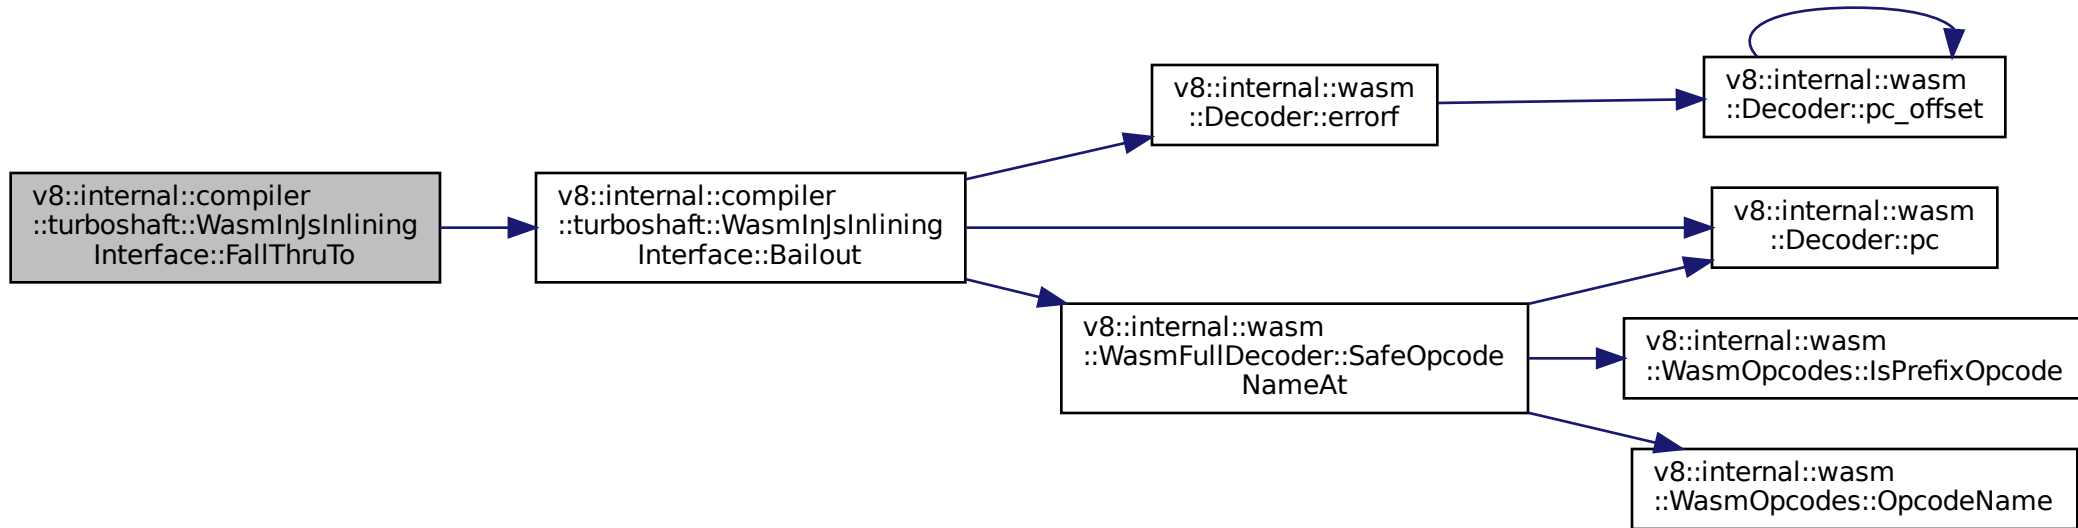 v8::internal::compiler
::turboshaft::WasmInJsInlining
Interface::FallThruTo
v8::internal::compiler
::turboshaft::WasmInJsInlining
Interface::Bailout
v8::internal::wasm
::Decoder::errorf
v8::internal::wasm
::Decoder::pc_offset
v8::internal::wasm
::Decoder::pc
v8::internal::wasm
::WasmFullDecoder::SafeOpcode
NameAt
v8::internal::wasm
::WasmOpcodes::IsPrefixOpcode
v8::internal::wasm
::WasmOpcodes::OpcodeName